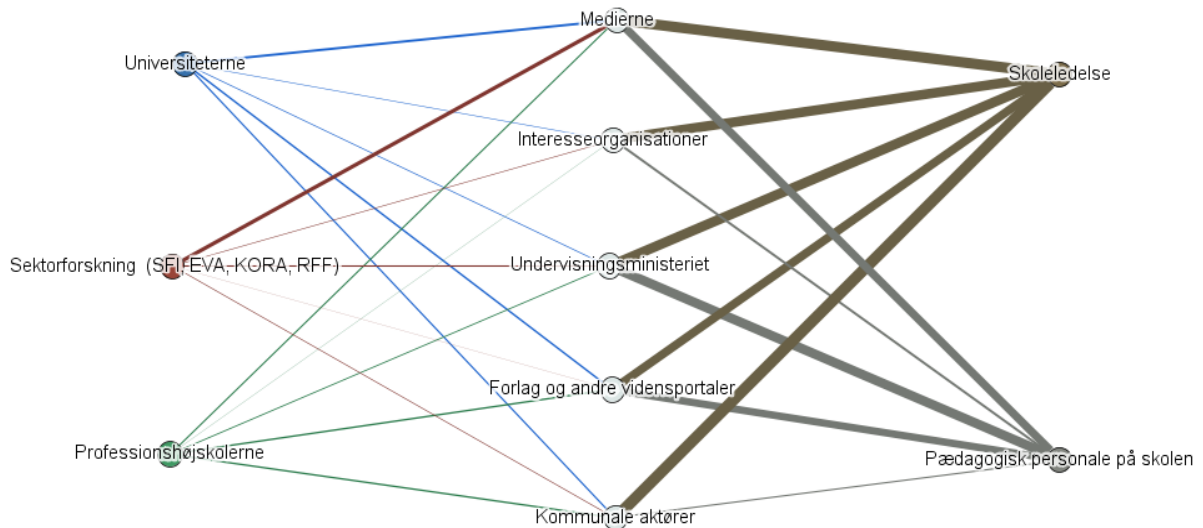 Medierne
Universiteterne
Skoleledelse
Interesseorganisationer
Sektorforskning (SFI, EVA, KORA, RFF)
Undervisningsministeriet
Forlag og andre vidensportaler
Professionshøjskolerne
Pædagogisk personale på skolen
Kommunale aktører